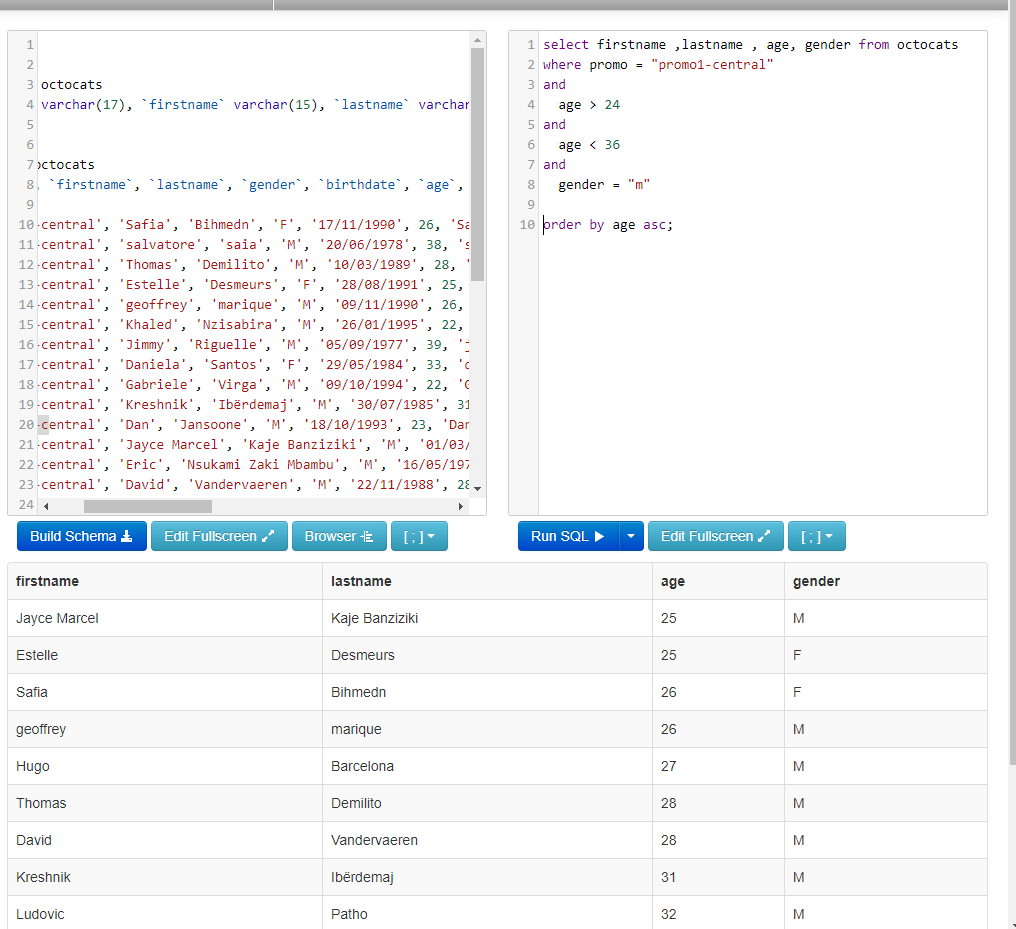 1
2
3 octocats
4 varchar(17), `firstname` varchar(15), `lastname` varchar
5
6
7 octocats
8 , `firstname`, `lastname`, `gender`, `birthdate`, `age`,
9
10 -central', 'Safia', 'Bihmedn', 'F', '17/11/1990', 26, 'Sa
11 -central', 'salvatore', 'saia', 'M', '20/06/1978', 38, 's
12 -central', 'Thomas', 'Demilito', 'M', '10/03/1989', 28, '
13 -central', 'Estelle', 'Desmeurs', 'F', '28/08/1991', 25,
14 -central', 'geoffrey', 'marique', 'M', '09/11/1990', 26,
15 -central', 'Khaled', 'Nzisabira', 'M', '26/01/1995', 22,
16 -central', 'Jimmy', 'Riguelle', 'M', '05/09/1977', 39, 'j
17 -central', 'Daniela', 'Santos', 'F', '29/05/1984', 33, 'd
18 -central', 'Gabriele', 'Virga', 'M', '09/10/1994', 22, 'G
19 -central', 'Kreshnik', 'Ibërdemaj', 'M', '30/07/1985', 31
20 -central', 'Dan', 'Jansoone', 'M', '18/10/1993', 23, 'Dan
21 -central', 'Jayce Marcel', 'Kaje Banziziki', 'M', '01/03/
22 -central', 'Eric', 'Nsukami Zaki Mbambu', 'M', '16/05/197
23 -central', 'David', 'Vandervaeren', 'M', '22/11/1988', 28
24
1 select firstname ,lastname , age, gender from octocats
2 where promo = "promo1-central"
3 and
4 age > 24
5 and
6 age < 36
7 and
8 gender = "m"
9
10 order by age asc;
Build Schema Edit Fullscreen Browser [ ; ] Run SQL Edit Fullscreen [ ; ]
firstname lastname age gender
Jayce Marcel Kaje Banziziki 25 M
Estelle Desmeurs 25 F
Safia Bihmedn 26 F
geoffrey marique 26 M
Hugo Barcelona 27 M
Thomas Demilito 28 M
David Vandervaeren 28 M
Kreshnik Ibërdemaj 31 M
Ludovic Patho 32 M